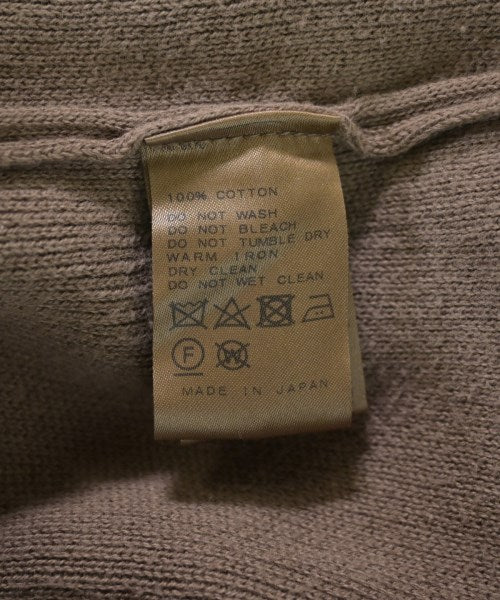 100% COTTON
DO NOT WASH
DO NOT BLEACH
DO NOT TUMBLE DRY
WARM IRON
DRY CLEAN
DO NOT WET CLEAN
F W
MADE IN JAPAN